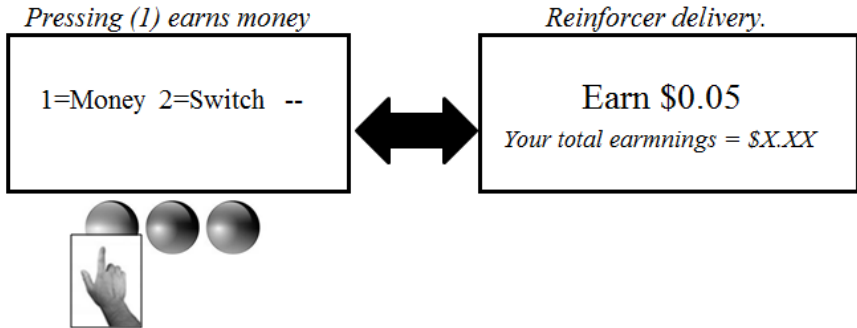 Pressing (1) earns money
Reinforcer delivery.
1=Money 2=Switch --
Earn $0.05
Your total earmnings = $X.XX